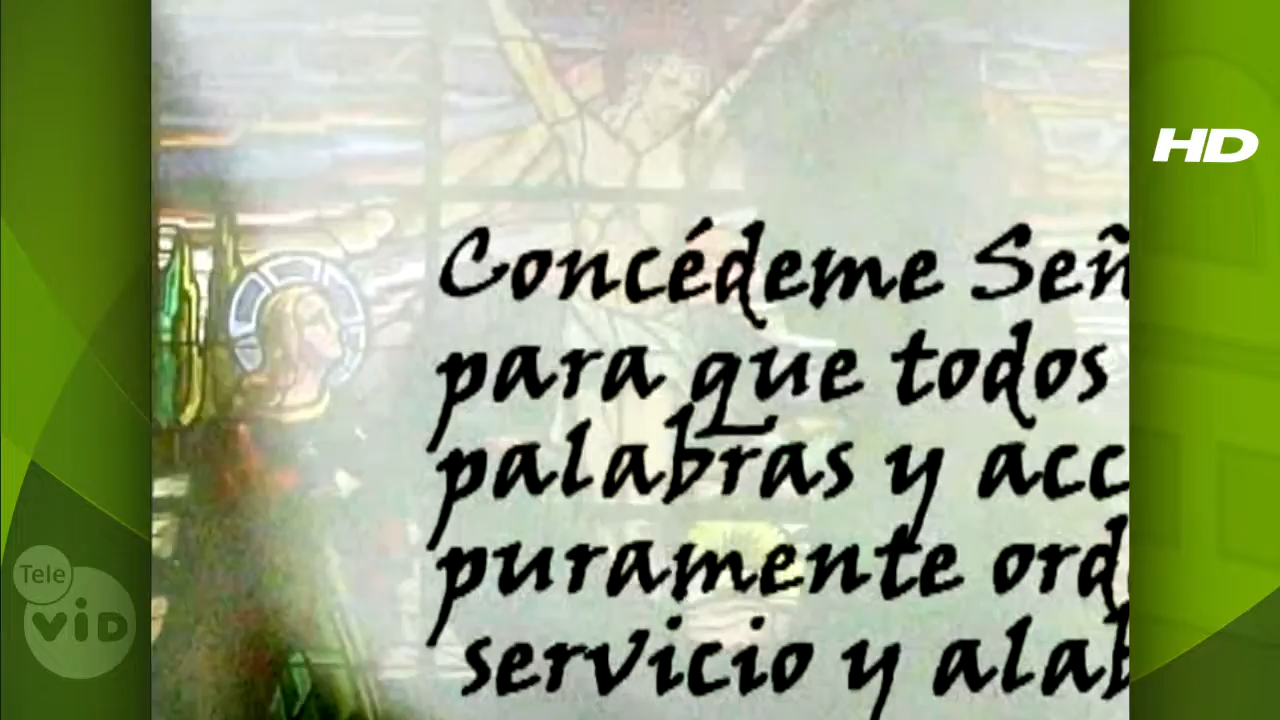 HD
Concédeme Señ
para que todos
palabras y acc
puramente ord
servicio y alab
Tele
ViD